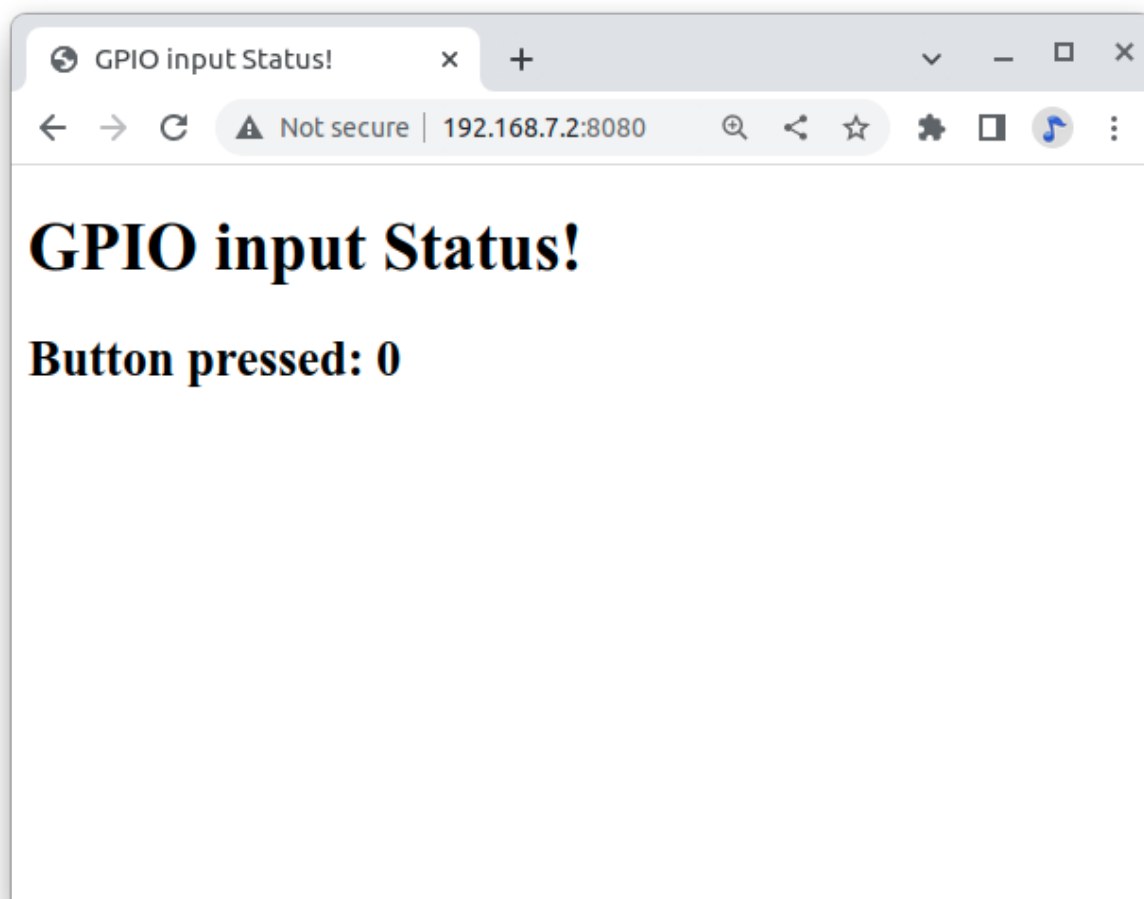 GPIO input Status!
Not secure 192.168.7.2:8080
GPIO input Status!
Button pressed: 0